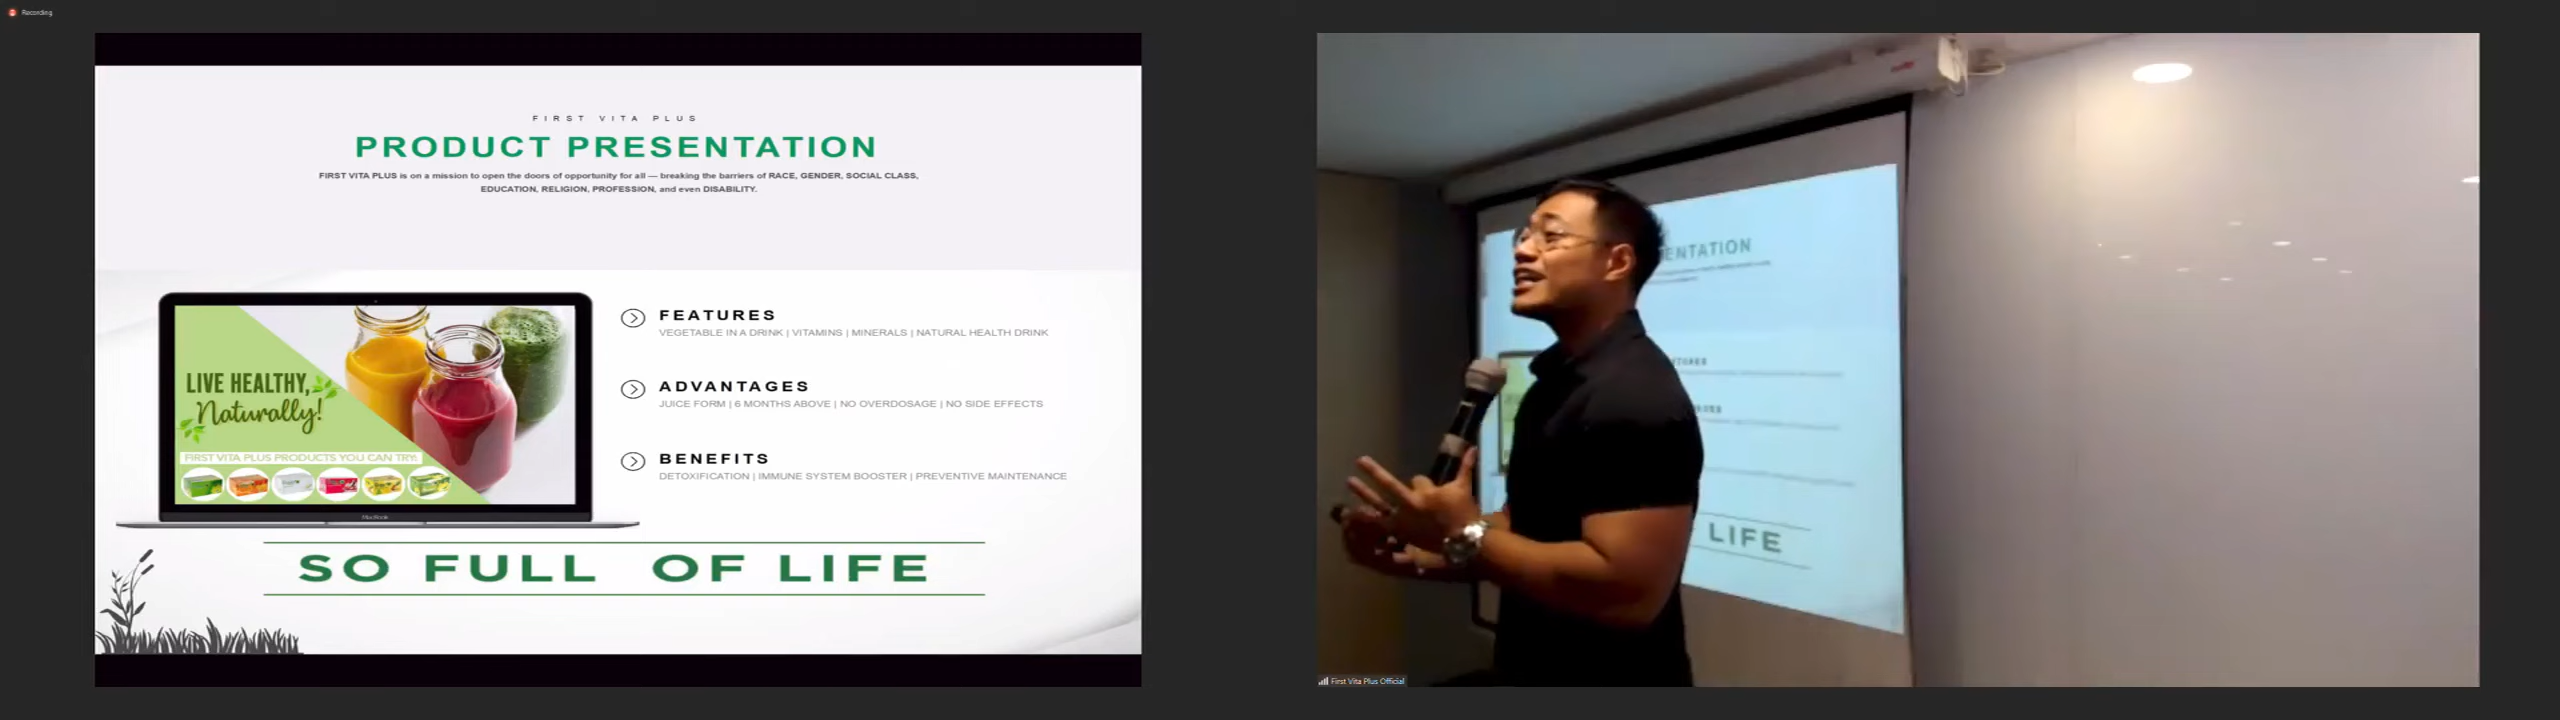 Recording
FIRST VITA PLUS
PRODUCT PRESENTATION
FIRST VITA PLUS is on a mission to open the doors of opportunity for all — breaking the barriers of RACE, GENDER, SOCIAL CLASS,
EDUCATION, RELIGION, PROFESSION, and even DISABILITY.
LIVE HEALTHY,
Naturally!
FIRST VITA PLUS PRODUCTS YOU CAN TRY:
MacBook
FEATURES
VEGETABLE IN A DRINK | VITAMINS | MINERALS | NATURAL HEALTH DRINK
ADVANTAGES
JUICE FORM | 6 MONTHS ABOVE | NO OVERDOSAGE | NO SIDE EFFECTS
BENEFITS
DETOXIFICATION | IMMUNE SYSTEM BOOSTER | PREVENTIVE MAINTENANCE
SO FULL OF LIFE
ENTATION
LIFE
First Vita Plus Official